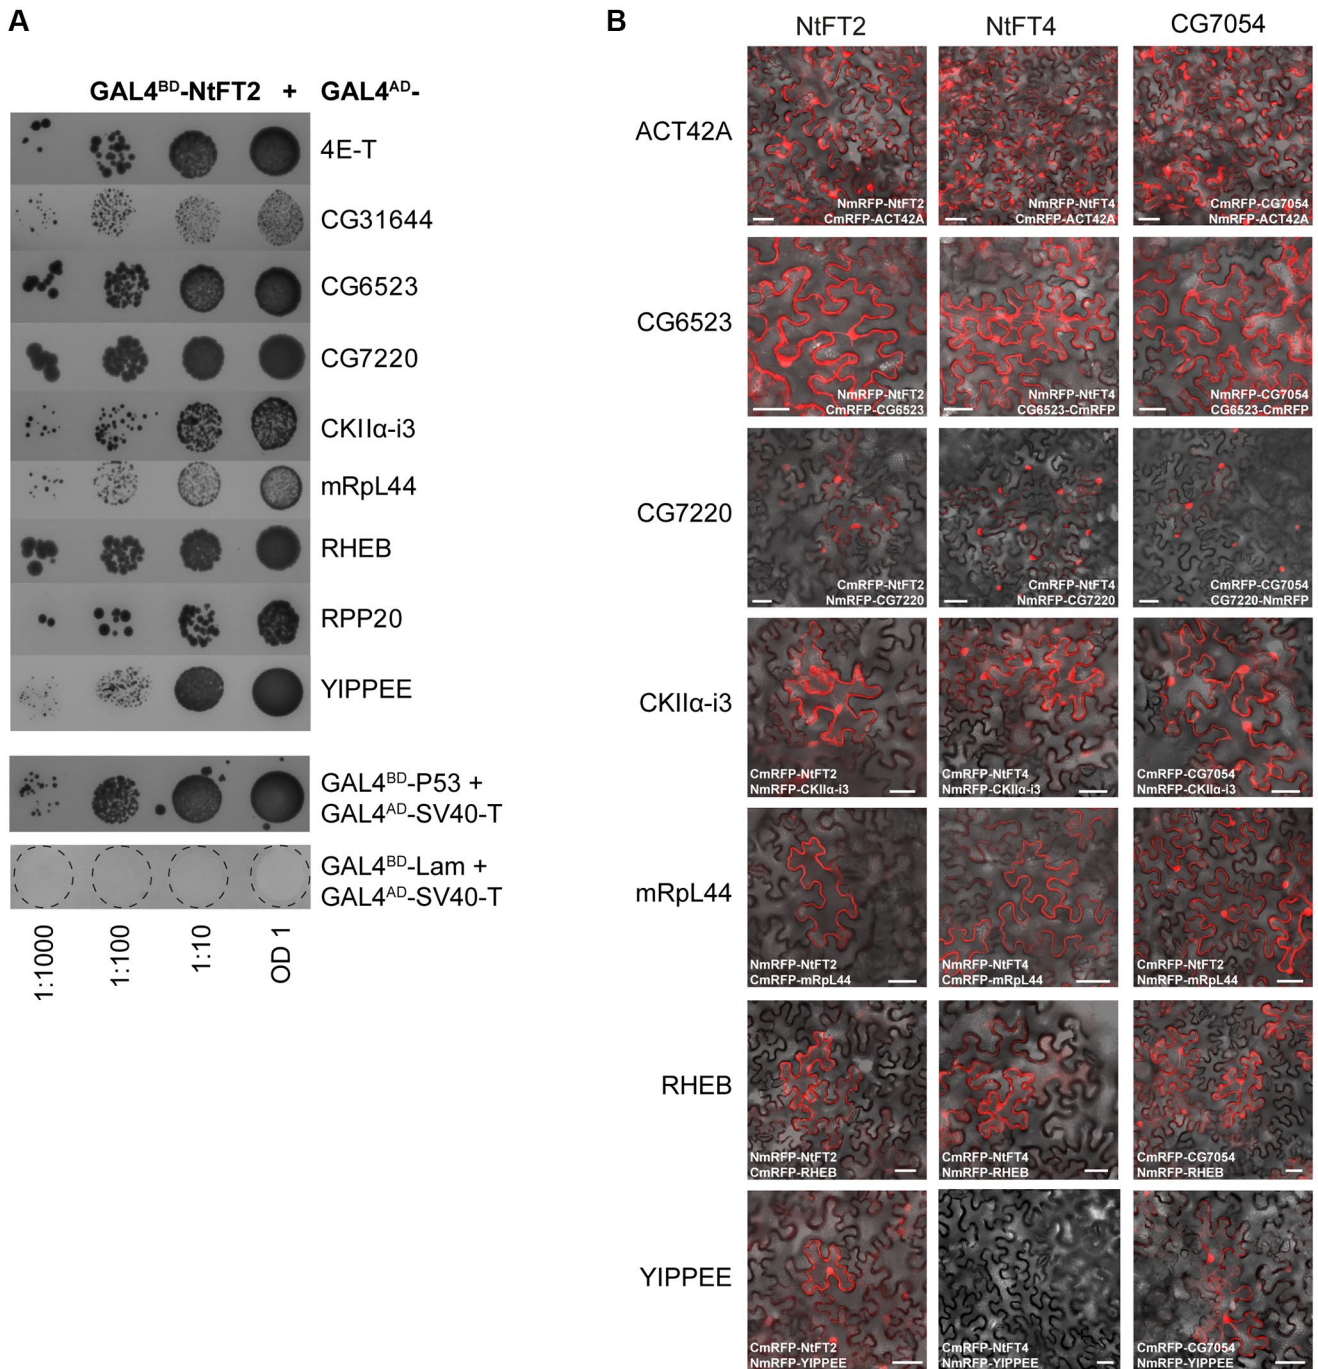 A
GAL4BD-NtFT2 + GAL4AD-
4E-T
CG31644
CG6523
CG7220
CKIIα-i3
mRpL44
RHEB
RPP20
YIPPEE
GAL4BD-P53 +
GAL4AD-SV40-T
GAL4BD-Lam +
GAL4AD-SV40-T
1:1000
1:100
1:10
OD 1
B
NtFT2
NtFT4
CG7054
ACT42A
NmRFP-NtFT2
CmRFP-ACT42A
NmRFP-NtFT4
CmRFP-ACT42A
CmRFP-CG7054
NmRFP-ACT42A
CG6523
NmRFP-NtFT2
CmRFP-CG6523
NmRFP-NtFT4
CG6523-CmRFP
NmRFP-CG7054
CG6523-CmRFP
CG7220
CmRFP-NtFT2
NmRFP-CG7220
CmRFP-NtFT4
NmRFP-CG7220
CmRFP-CG7054
CG7220-NmRFP
CKIIα-i3
CmRFP-NtFT2
NmRFP-CKIIα-i3
CmRFP-NtFT4
NmRFP-CKIIα-i3
CmRFP-CG7054
NmRFP-CKIIα-i3
mRpL44
NmRFP-NtFT2
CmRFP-mRpL44
NmRFP-NtFT4
CmRFP-mRpL44
CmRFP-NtFT2
NmRFP-mRpL44
RHEB
NmRFP-NtFT2
CmRFP-RHEB
CmRFP-NtFT4
NmRFP-RHEB
CmRFP-CG7054
NmRFP-RHEB
YIPPEE
CmRFP-NtFT2
NmRFP-YIPPEE
CmRFP-NtFT4
NmRFP-YIPPEE
CmRFP-CG7054
NmRFP-YIPPEE